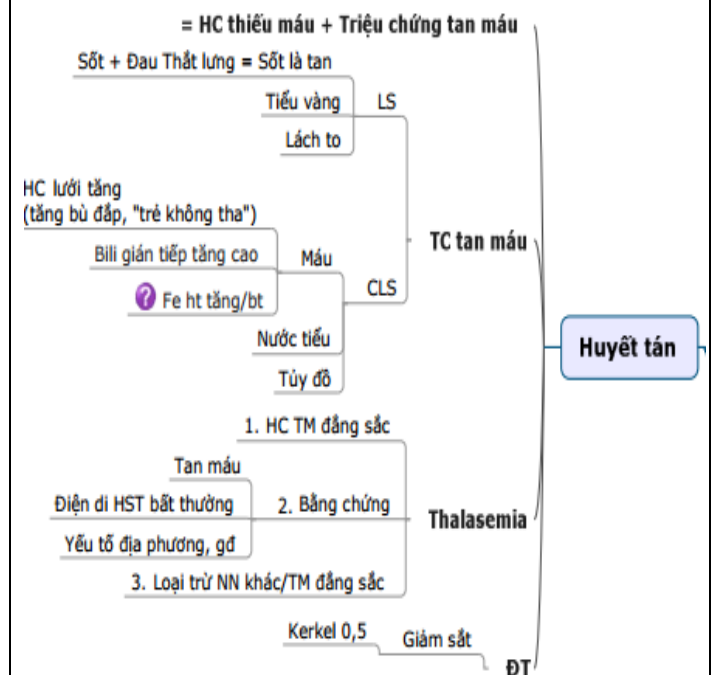 = HC thiếu máu + Triệu chứng tan máu
Sốt + Đau Thắt lưng = Sốt là tan
Tiểu vàng
LS
Lách to
HC lưới tăng
(tăng bù đắp, "trẻ không tha")
TC tan máu
Bili gián tiếp tăng cao
Máu
? Fe ht tăng/bt
CLS
Nước tiểu
Tủy đồ
Huyết tán
1. HC TM đẳng sắc
Tan máu
Điện di HST bất thường
2. Bằng chứng
Thalasemia
Yếu tố địa phương, gđ
3. Loại trừ NN khác/TM đẳng sắc
Kerkel 0,5
Giảm sắt
ĐT